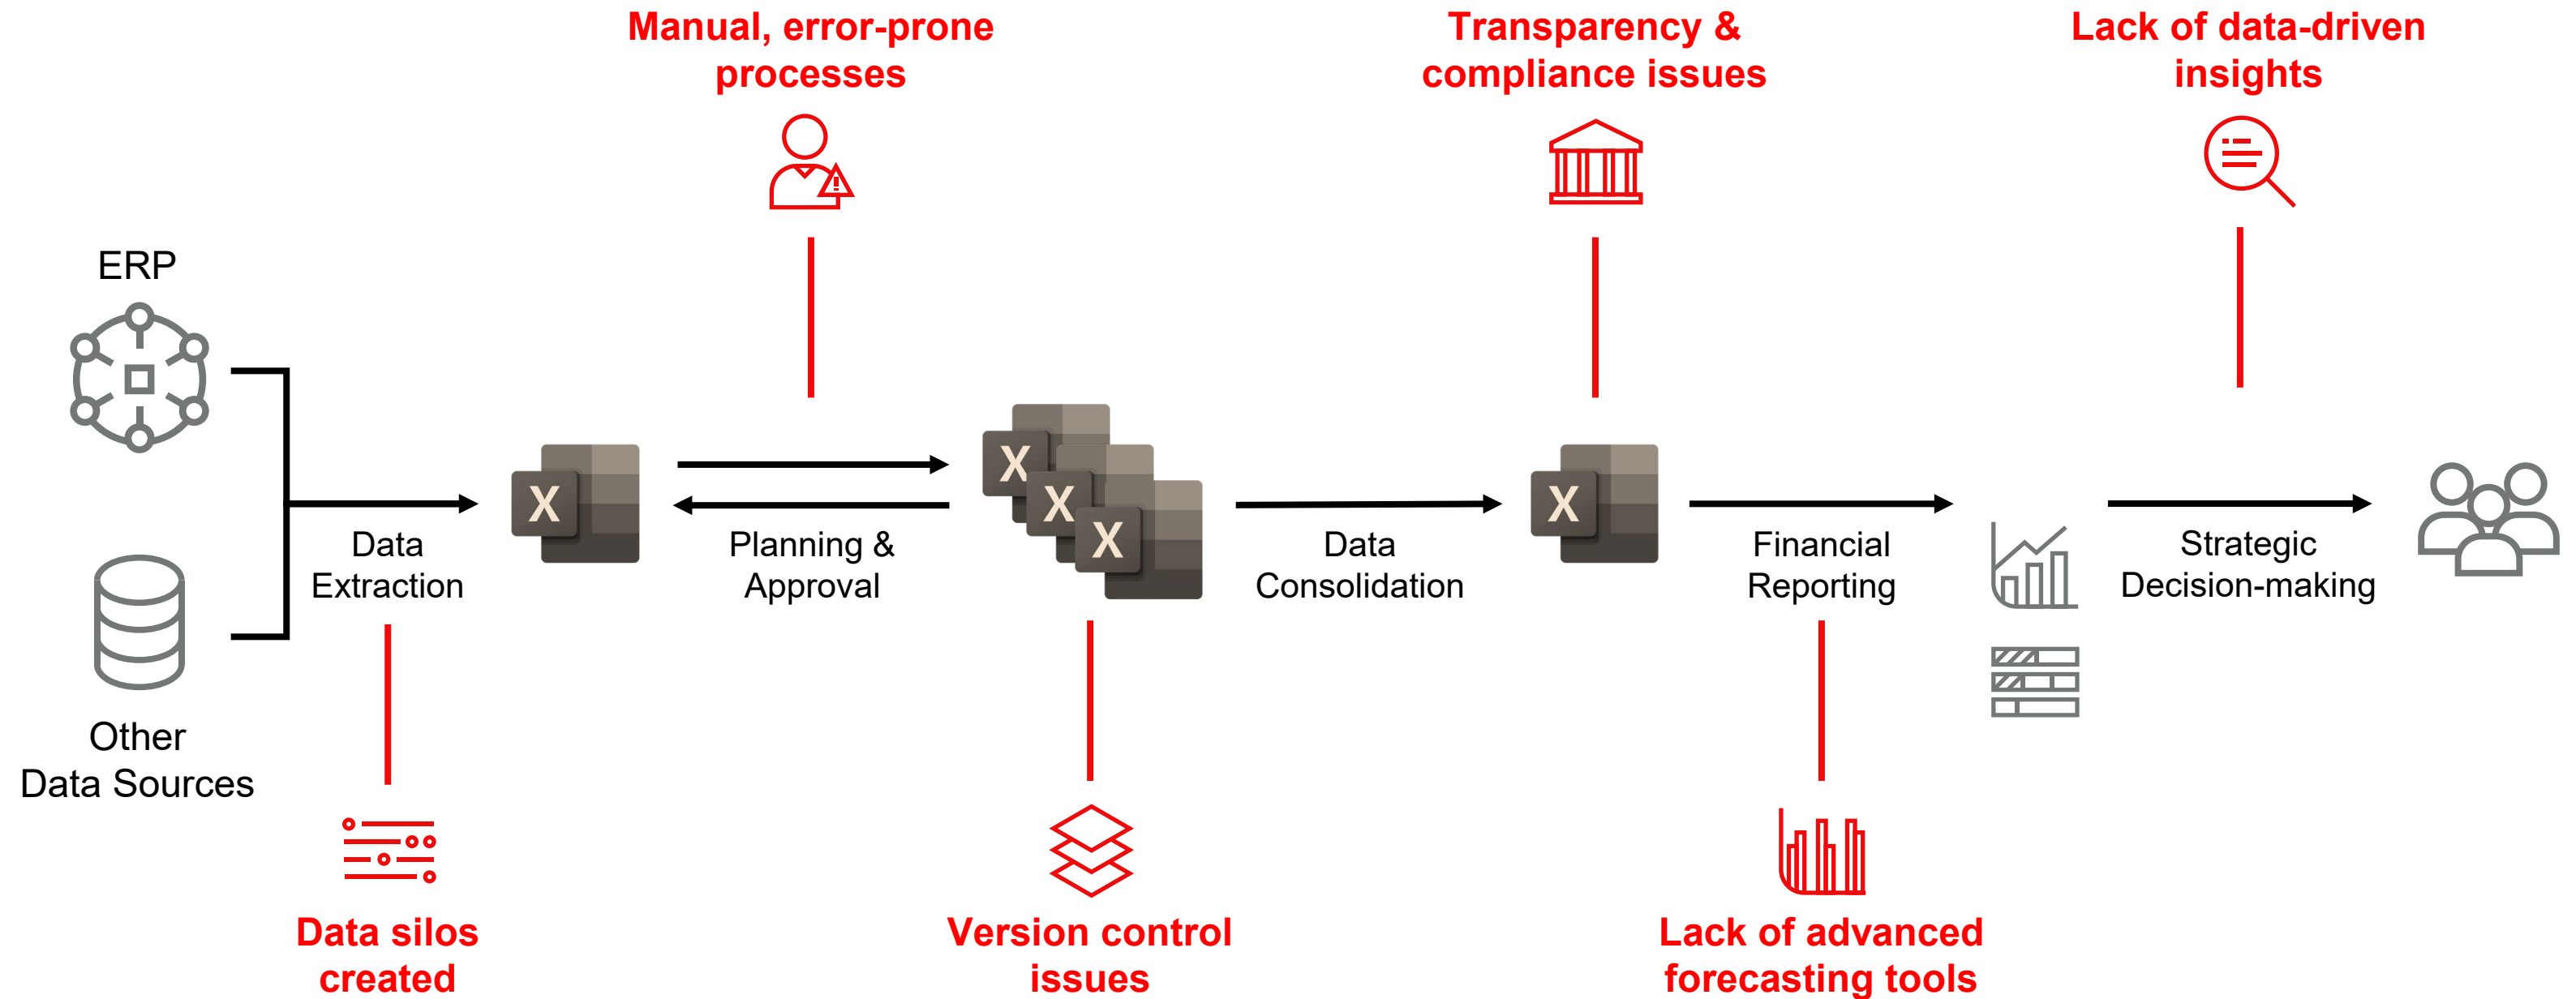 Manual, error-prone
processes
Transparency &
compliance issues
Lack of data-driven
insights
ERP
Other
Data Sources
Data
Extraction
X
Planning &
Approval
X
X
X
Data
Consolidation
X
Financial
Reporting
Strategic
Decision-making
Data silos
created
Version control
issues
Lack of advanced
forecasting tools